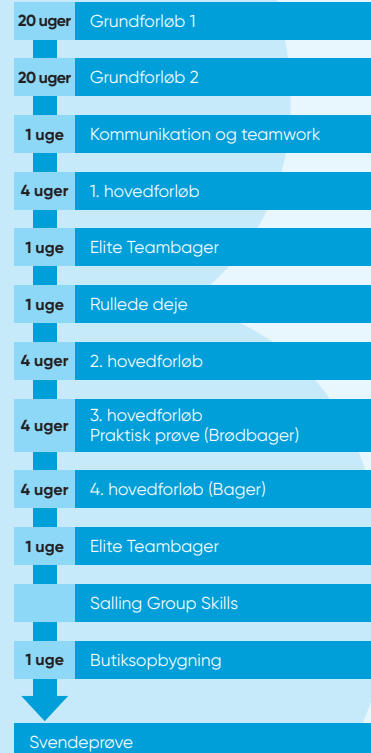 20 uger Grundforløb 1
20 uger Grundforløb 2
1 uge Kommunikation og teamwork
4 uger 1. hovedforløb
1 uge Elite Teambager
1 uge Rullede deje
4 uger 2. hovedforløb
4 uger 3. hovedforløb
Praktisk prøve (Brødbager)
4 uger 4. hovedforløb (Bager)
1 uge Elite Teambager
Salling Group Skills
1 uge Butiksopbygning
Svendeprøve